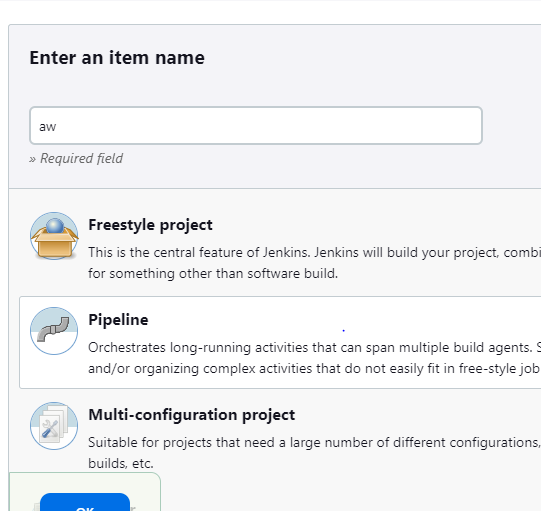 Enter an item name
aw
» Required field
Freestyle project
This is the central feature of Jenkins. Jenkins will build your project, combi
for something other than software build.
Pipeline
Orchestrates long-running activities that can span multiple build agents. S
and/or organizing complex activities that do not easily fit in free-style job
Multi-configuration project
Suitable for projects that need a large number of different configurations,
builds, etc.
OK